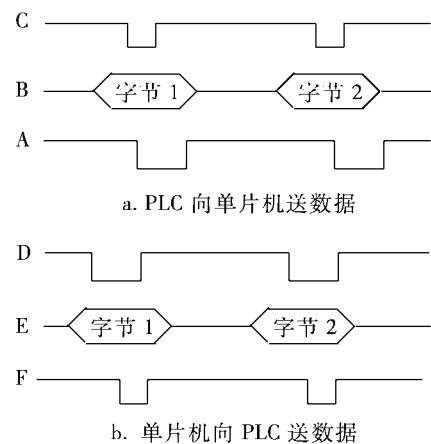 C
B 字节 1 字节 2
A
a. PLC 向单片机送数据
D
E 字节 1 字节 2
F
b. 单片机向 PLC 送数据